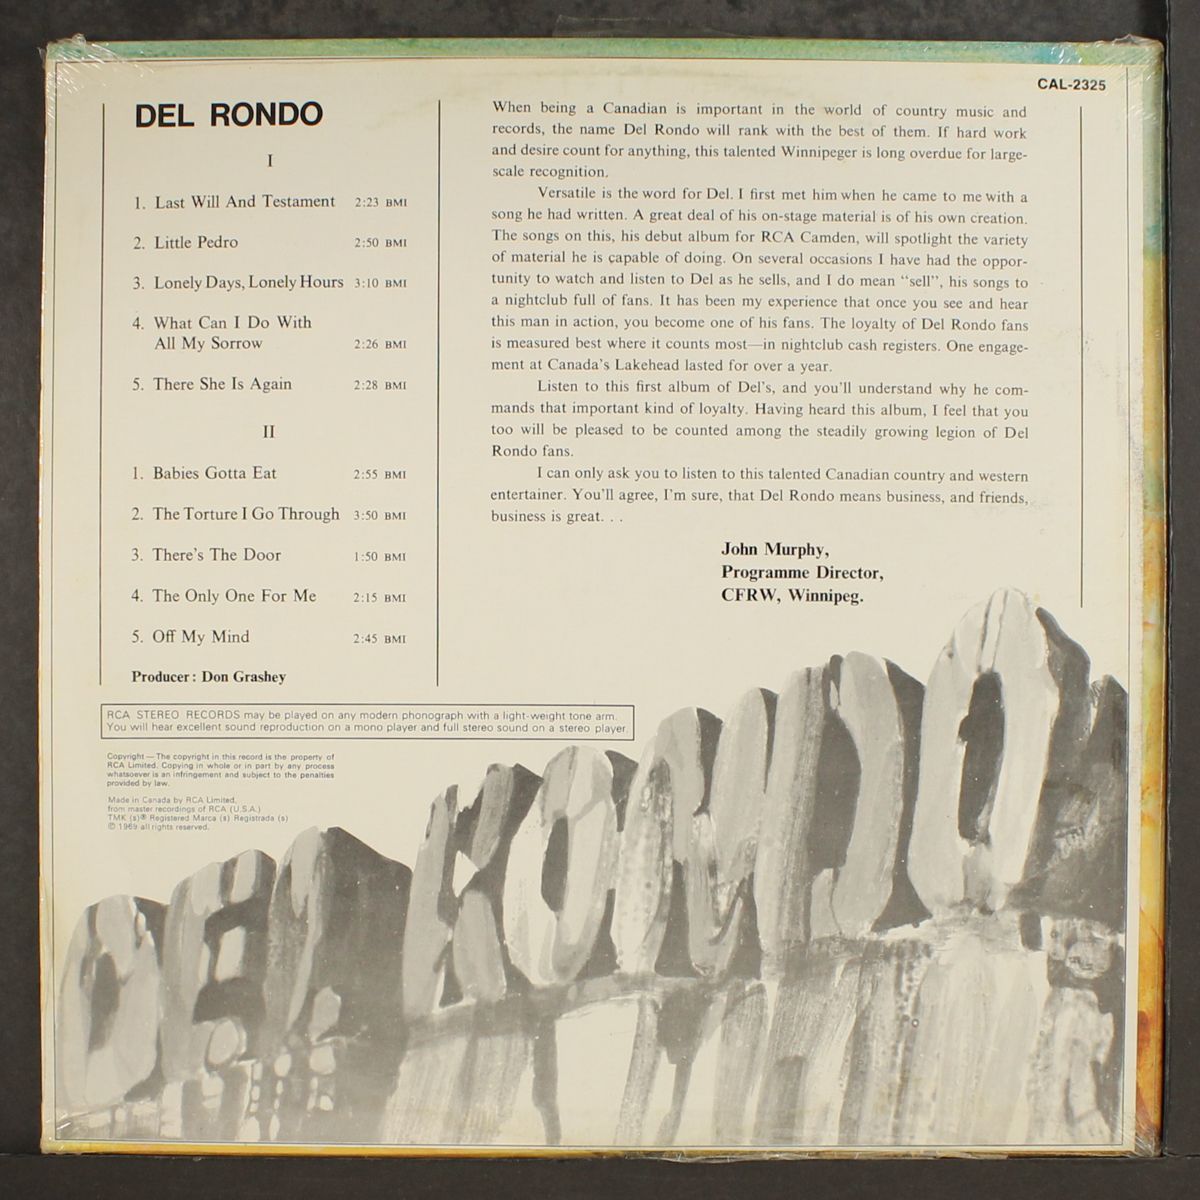 CAL-2325
DEL RONDO
I
1. Last Will And Testament 2:23 BMI
2. Little Pedro 2:50 BMI
3. Lonely Days, Lonely Hours 3:10 BMI
4. What Can I Do With
All My Sorrow 2:26 BMI
5. There She Is Again 2:28 BMI
II
1. Babies Gotta Eat 2:55 BMI
2. The Torture I Go Through 3:50 BMI
3. There's The Door 1:50 BMI
4. The Only One For Me 2:15 BMI
5. Off My Mind 2:45 BMI
Producer: Don Grashey
When being a Canadian is important in the world of country music and
records, the name Del Rondo will rank with the best of them. If hard work
and desire count for anything, this talented Winnipeger is long overdue for large-
scale recognition.
Versatile is the word for Del. I first met him when he came to me with a
song he had written. A great deal of his on-stage material is of his own creation.
The songs on this, his debut album for RCA Camden, will spotlight the variety
of material he is capable of doing. On several occasions I have had the oppor-
tunity to watch and listen to Del as he sells, and I do mean "sell", his songs to
a nightclub full of fans. It has been my experience that once you see and hear
this man in action, you become one of his fans. The loyalty of Del Rondo fans
is measured best where it counts most—in nightclub cash registers. One engage-
ment at Canada's Lakehead lasted for over a year.
Listen to this first album of Del's, and you'll understand why he com-
mands that important kind of loyalty. Having heard this album, I feel that you
too will be pleased to be counted among the steadily growing legion of Del
Rondo fans.
I can only ask you to listen to this talented Canadian country and western
entertainer. You'll agree, I'm sure, that Del Rondo means business, and friends,
business is great. . .
John Murphy,
Programme Director,
CFRW, Winnipeg.
RCA STEREO RECORDS may be played on any modern phonograph with a light-weight tone arm.
You will hear excellent sound reproduction on a mono player and full stereo sound on a stereo player.
Copyright — The copyright in this record is the property of
RCA Limited. Copying in whole or in part by any process
whatsoever is an infringement and subject to the penalties
provided by law.
Made in Canada by RCA Limited,
from master recordings of RCA (U.S.A.)
TMK (s)® Registered Marca (s) Registrada (s)
© 1969 all rights reserved.
DEL RONDO